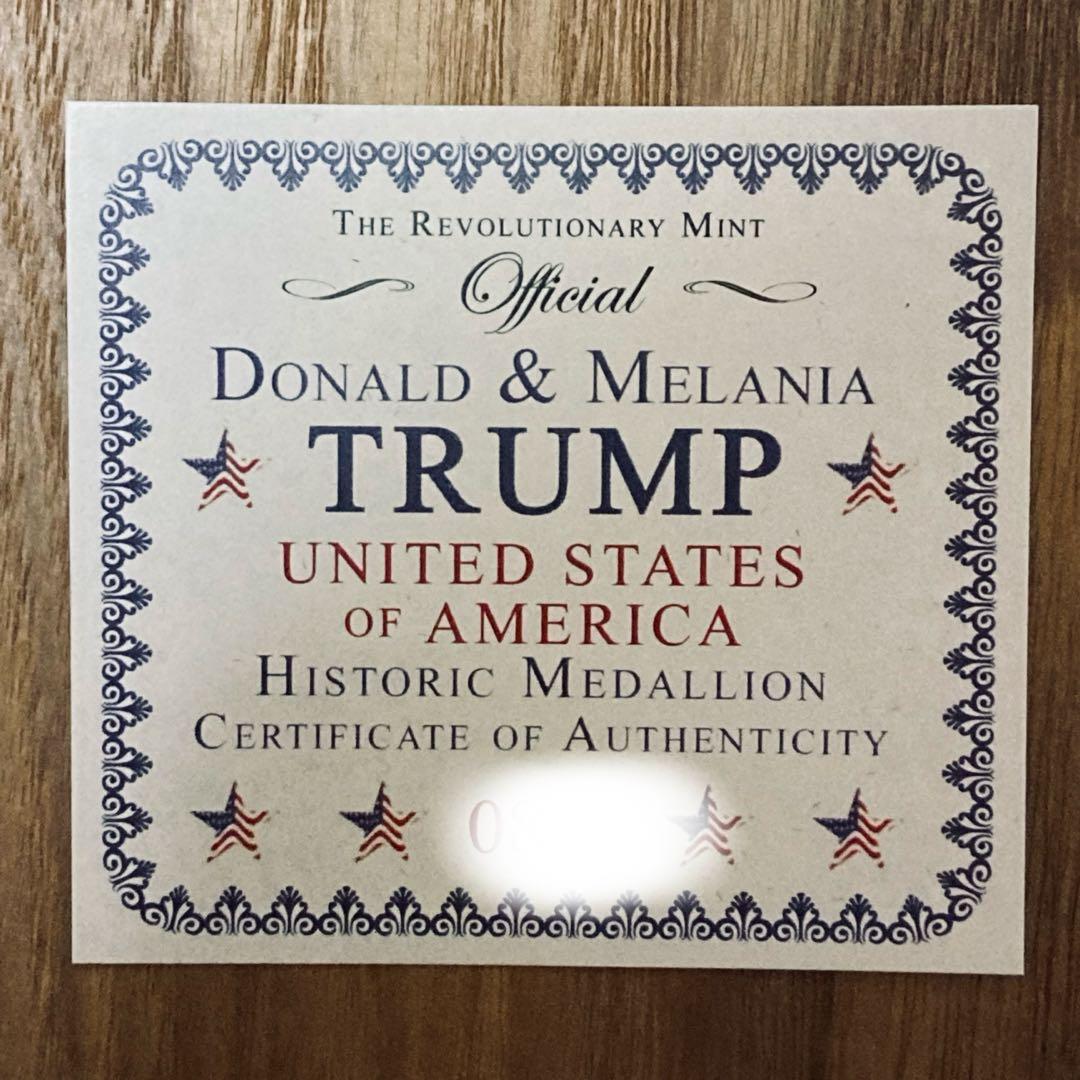 THE REVOLUTIONARY MINT
Official
DONALD & MELANIA
TRUMP
UNITED STATES
OF AMERICA
HISTORIC MEDALLION
CERTIFICATE OF AUTHENTICITY